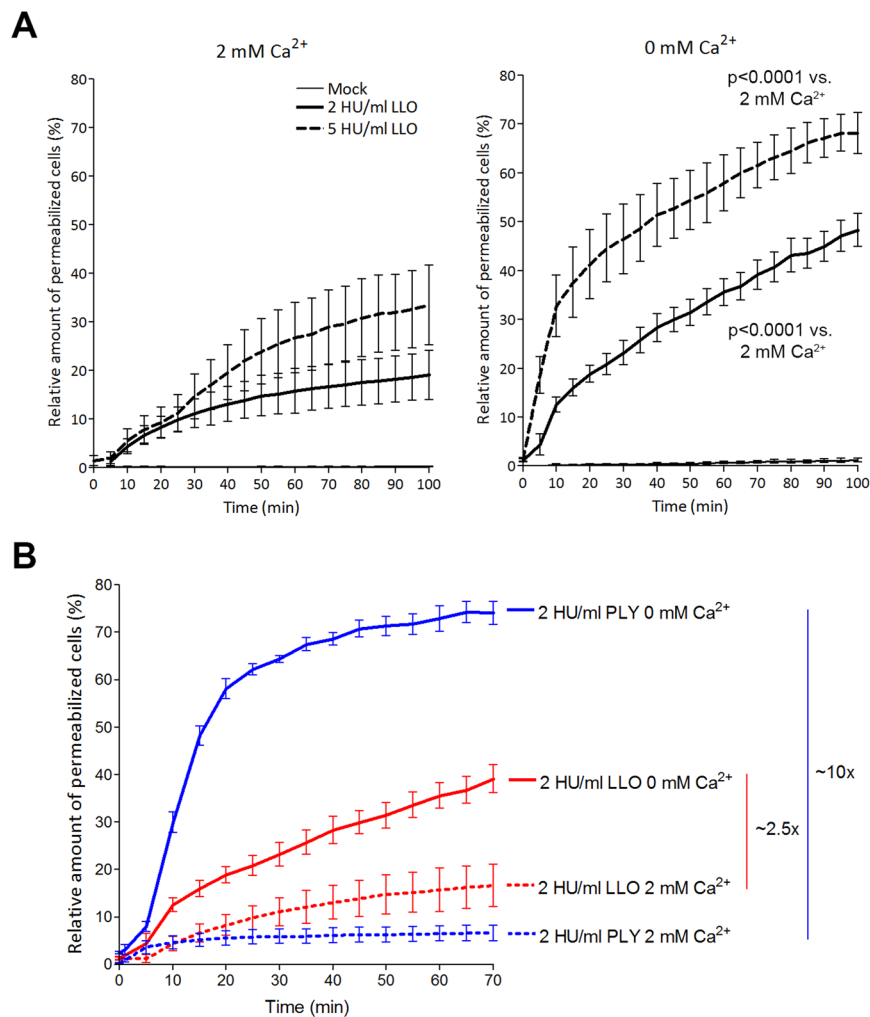 A
2 mM Ca²⁺
0 mM Ca²⁺
Relative amount of permeabilized cells (%)
80
70
60
50
40
30
20
10
0
0 10 20 30 40 50 60 70 80 90 100
Time (min)
Mock
2 HU/ml LLO
5 HU/ml LLO
Relative amount of permeabilized cells (%)
80
70
60
50
40
30
20
10
0
0 10 20 30 40 50 60 70 80 90 100
Time (min)
p<0.0001 vs.
2 mM Ca²⁺
p<0.0001 vs.
2 mM Ca²⁺
B
Relative amount of permeabilized cells (%)
80
70
60
50
40
30
20
10
0
0 10 20 30 40 50 60 70
Time (min)
2 HU/ml PLY 0 mM Ca²⁺
2 HU/ml LLO 0 mM Ca²⁺
2 HU/ml LLO 2 mM Ca²⁺
2 HU/ml PLY 2 mM Ca²⁺
~2.5x
~10x